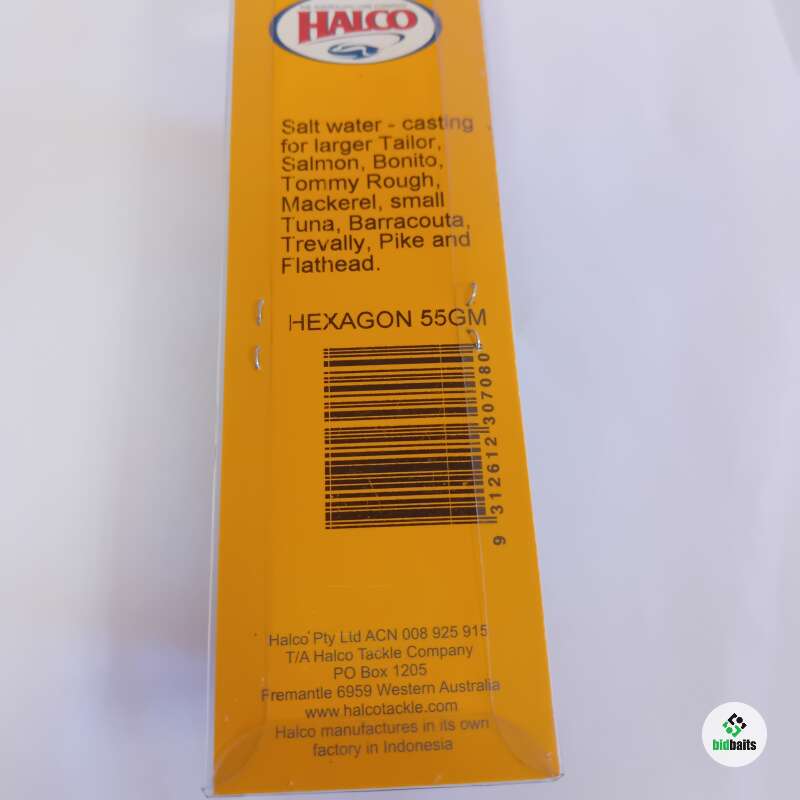 HALCO
Salt water - casting
for larger Tailor,
Salmon, Bonito,
Tommy Rough,
Mackerel, small
Tuna, Barracouta,
Trevally, Pike and
Flathead.
HEXAGON 55GM
9 312612 307080
Halco Pty Ltd ACN 008 925 915
T/A Halco Tackle Company
PO Box 1205
Fremantle 6959 Western Australia
www.halcotackle.com
Halco manufactures in its own
factory in Indonesia
bidbaits